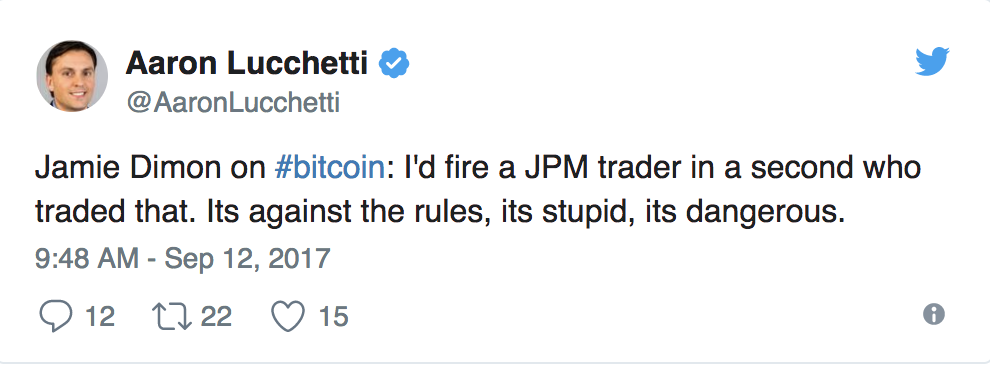 Aaron Lucchetti
@AaronLucchetti
Jamie Dimon on #bitcoin: I'd fire a JPM trader in a second who
traded that. Its against the rules, its stupid, its dangerous.
9:48 AM - Sep 12, 2017
12 22 15